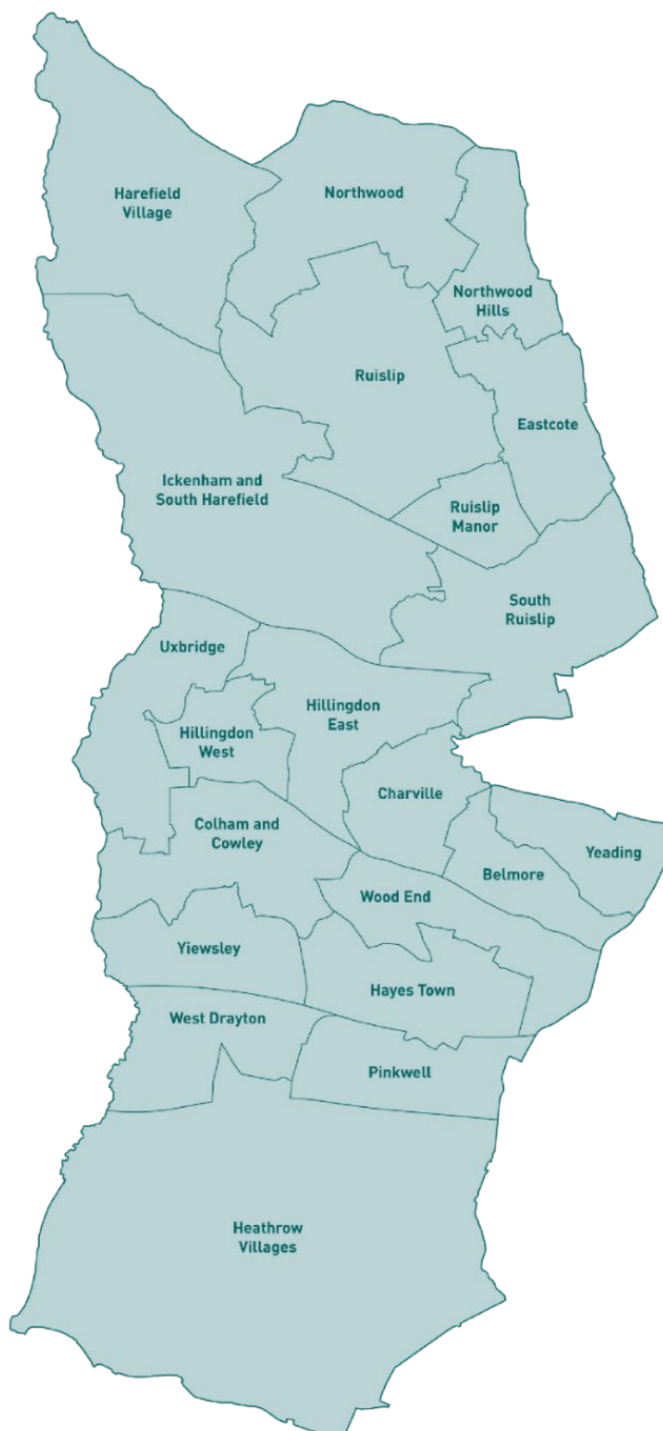 Harefield
Village
Northwood
Northwood
Hills
Ruislip
Eastcote
Ickenham and
South Harefield
Ruislip
Manor
South
Ruislip
Uxbridge
Hillingdon
East
Hillingdon
West
Charville
Colham and
Cowley
Yeading
Belmore
Wood End
Yiewsley
Hayes Town
West Drayton
Pinkwell
Heathrow
Villages